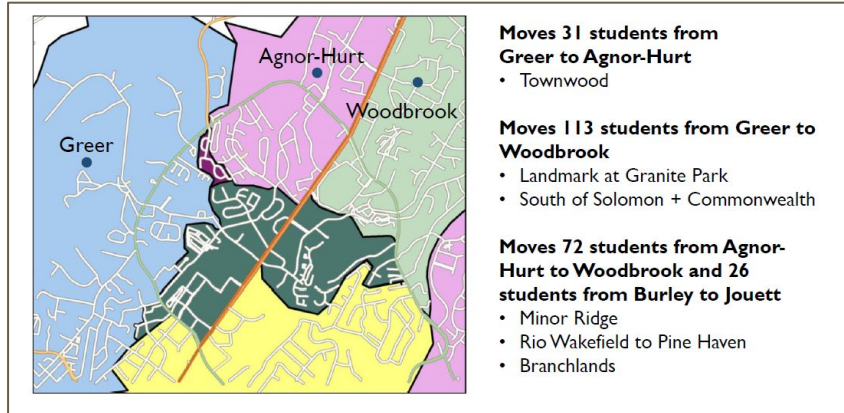 Agnor-Hurt
Woodbrook
Greer
Moves 31 students from
Greer to Agnor-Hurt
• Townwood
Moves 113 students from Greer to
Woodbrook
• Landmark at Granite Park
• South of Solomon + Commonwealth
Moves 72 students from Agnor-
Hurt to Woodbrook and 26
students from Burley to Jouett
• Minor Ridge
• Rio Wakefield to Pine Haven
• Branchlands